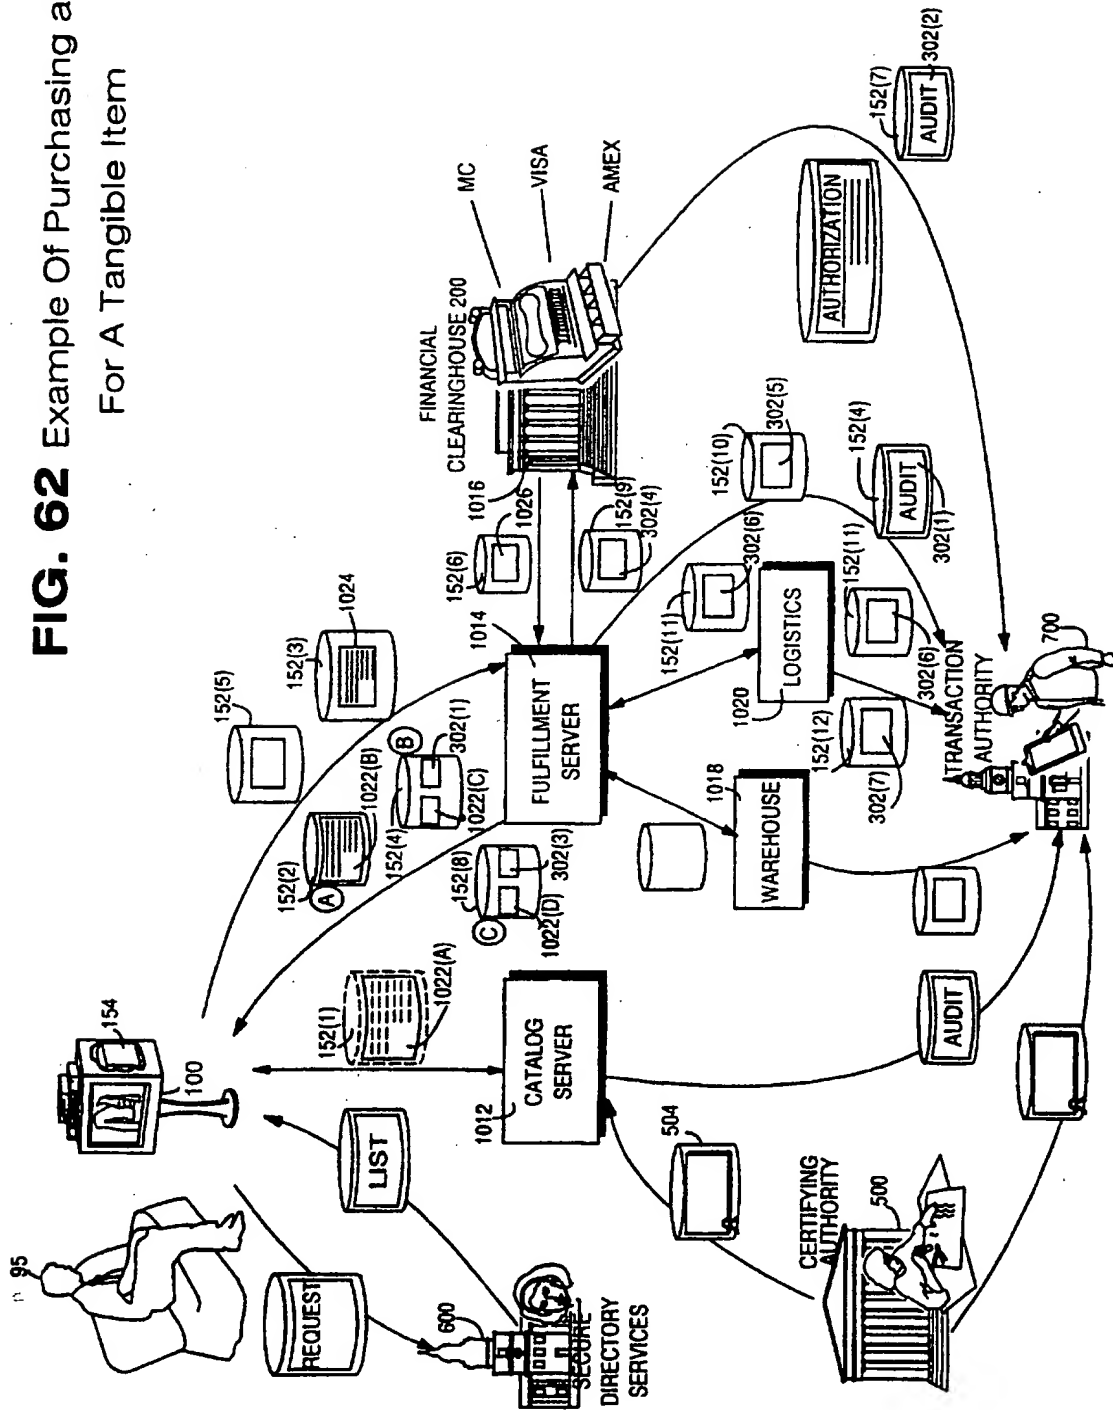 FIG. 62 Example Of Purchasing a
For A Tangible Item
95
154
100
REQUEST
LIST
600
SECURE
DIRECTORY
SERVICES
152(1)
1022(A)
1012
CATALOG
SERVER
504
CERTIFYING
AUTHORITY
500
AUDIT
152(5)
152(3)
1024
152(2)
A
1022(B)
152(4)
B
302(1)
1022(C)
152(8)
C
302(3)
1022(D)
1014
FULFILLMENT
SERVER
152(6)
1026
1016
152(9)
302(4)
FINANCIAL
CLEARINGHOUSE 200
MC
VISA
AMEX
1018
WAREHOUSE
152(11)
302(6)
1020
LOGISTICS
152(10)
302(5)
152(4)
AUDIT
302(1)
152(11)
302(6)
152(12)
302(7)
TRANSACTION
AUTHORITY
700
AUTHORIZATION
152(7)
AUDIT
302(2)